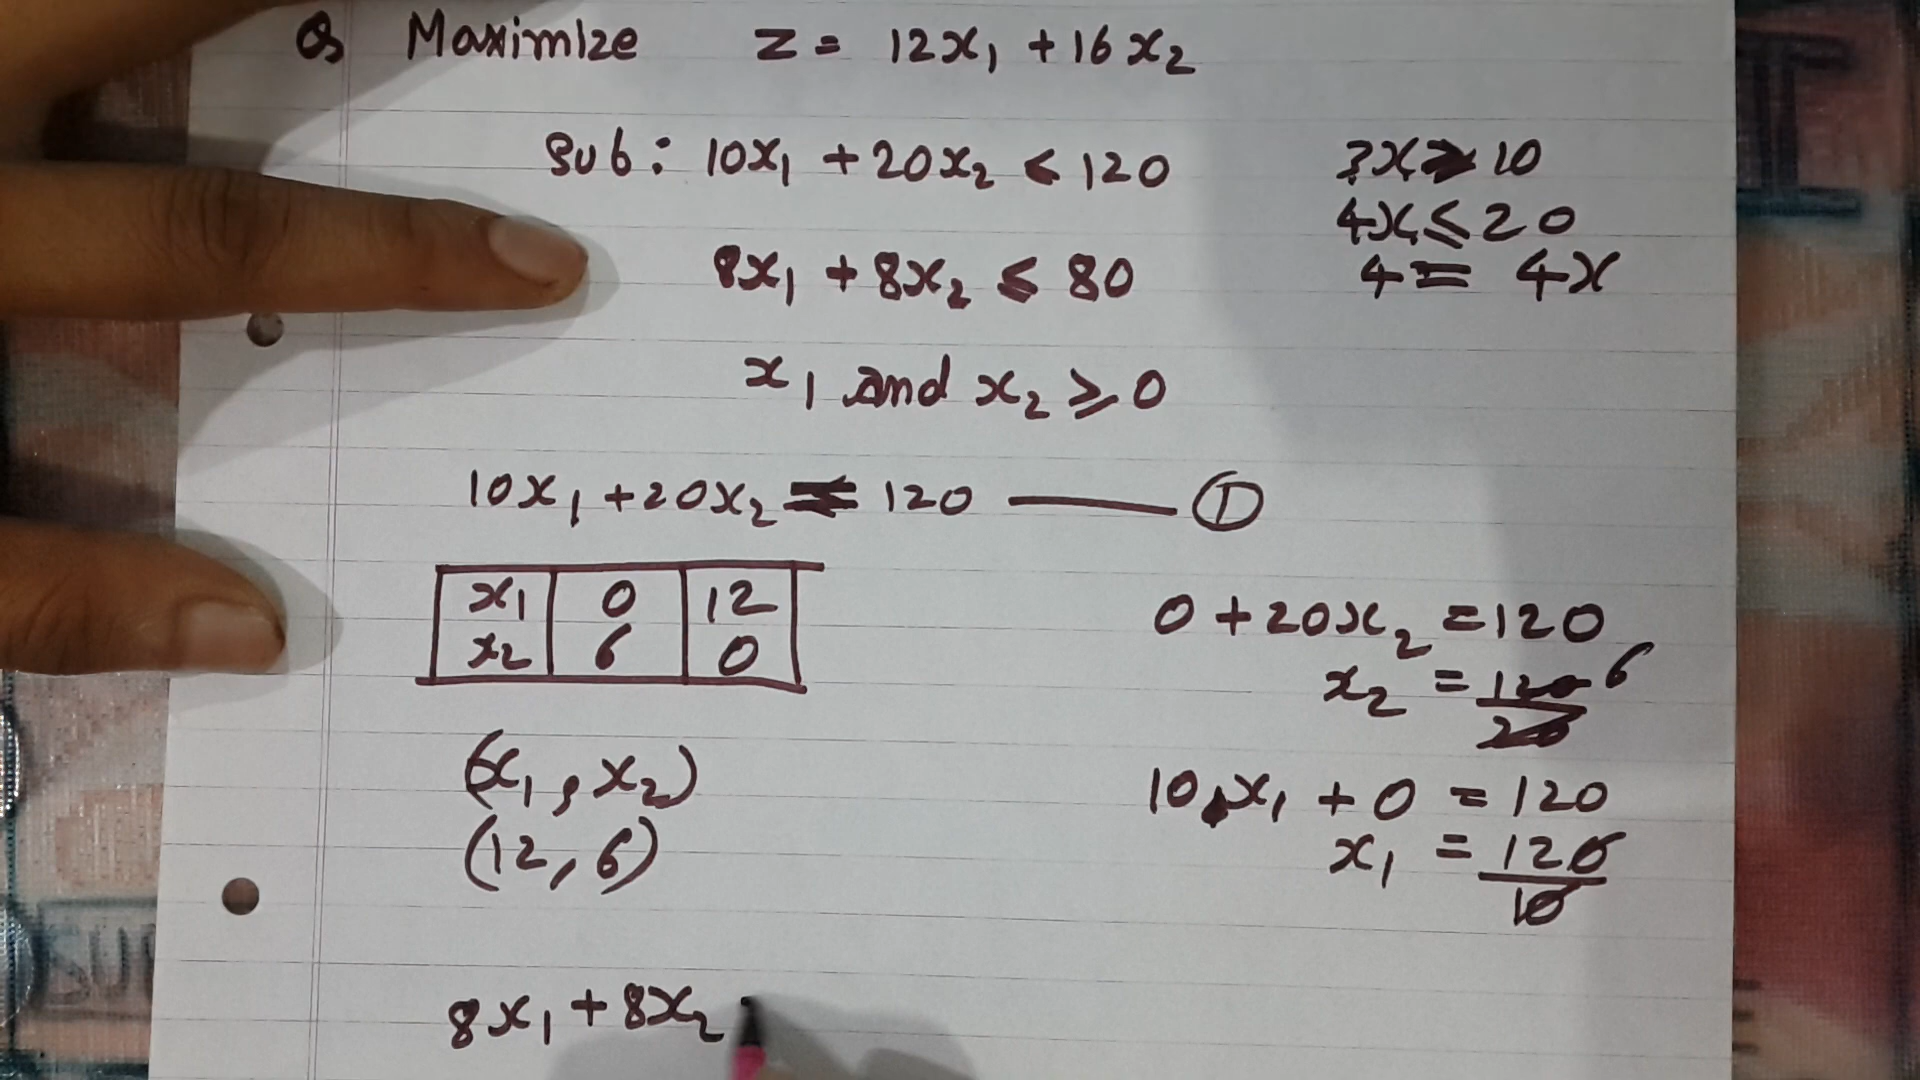 Q Maximize Z = 12x₁ + 16x₂
Sub: 10x₁ + 20x₂ ≤ 120
8x₁ + 8x₂ ≤ 80
x₁ and x₂ ≥ 0
x ≥ 10
4x ≤ 20
4 = 4x
10x₁ + 20x₂ = 120 ——— ①
x₁ 0 12
x₂ 6 0
(x₁, x₂)
(12, 6)
0 + 20x₂ = 120
x₂ = 120/20 6
10x₁ + 0 = 120
x₁ = 120/10
8x₁ + 8x₂